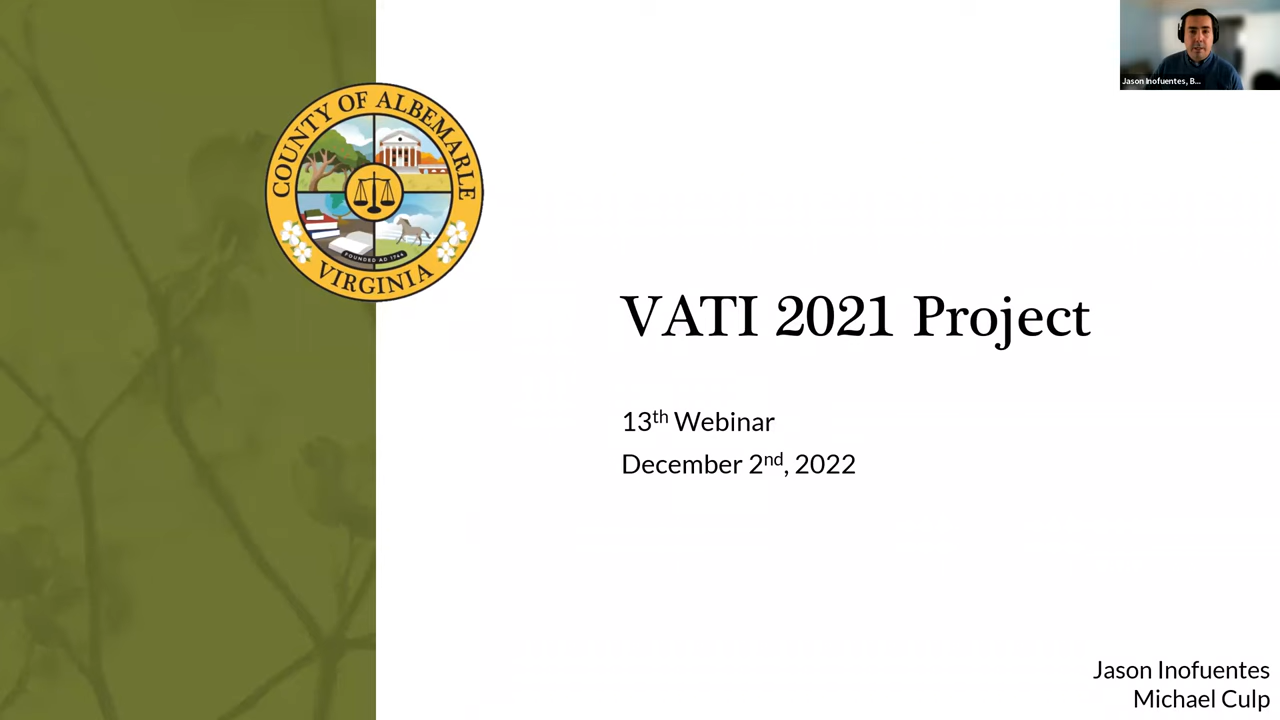 Jason Inofuentes, B...
COUNTY OF ALBEMARLE
FOUNDED AD 1744
VIRGINIA
VATI 2021 Project
13th Webinar
December 2nd, 2022
Jason Inofuentes
Michael Culp